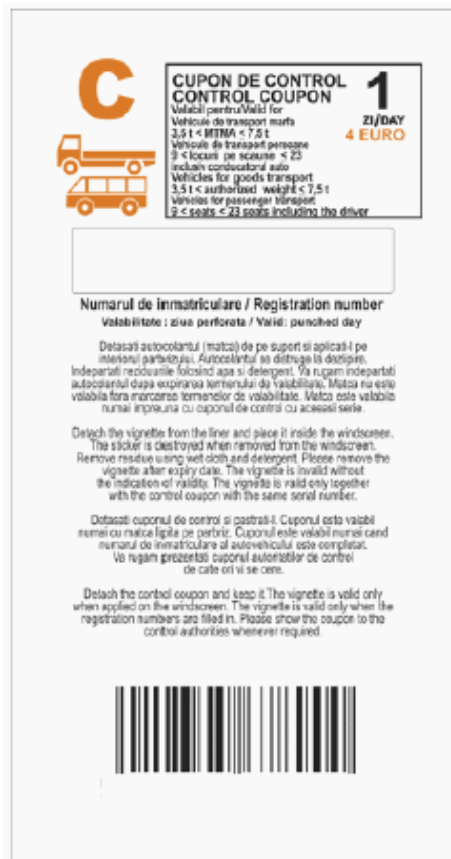 C
CUPON DE CONTROL
CONTROL COUPON
1
ZI/DAY
4 EURO
Valabil pentru/Valid for
Vehicule de transport marfa
3,5 t < MTMA < 7,5 t
Vehicule de transport persoane
9 < locuri pe scaune ≤ 23
inclusiv conducatorul auto
Vehicles for goods transport
3,5 t < authorized weight < 7,5 t
Vehicles for passenger transport
9 < seats < 23 seats including the driver
Numarul de inmatriculare / Registration number
Valabilitate : ziua perforata / Valid: punched day
Detasati autocolantul (matca) de pe suport si aplicati-l pe
interiorul parbrizului. Autocolantul se distruge la dezlipire.
Indepartati reziduurile folosind apa si detergent. Va rugam indepartati
autocolantul dupa expirarea termenului de valabilitate. Matca nu este
valabila fara marcarea termenelor de valabilitate. Matca este valabila
numai impreuna cu cuponul de control cu aceeasi serie.
Detach the vignette from the liner and place it inside the windscreen.
The sticker is destroyed when removed from the windscreen.
Remove residue using wet cloth and detergent. Please remove the
vignette after expiry date. The vignette is invalid without
the indication of validity. The vignette is valid only together
with the control coupon with the same serial number.
Detasati cuponul de control si pastrati-l. Cuponul este valabil
numai cu matca lipita pe parbriz. Cuponul este valabil numai cand
numarul de inmatriculare al autovehicului este completat.
Va rugam prezentati cuponul autoritatilor de control
de cate ori vi se cere.
Detach the control coupon and keep it.The vignette is valid only
when applied on the windscreen. The vignette is valid only when the
registration numbers are filled in. Please show the coupon to the
control authorities whenever required.